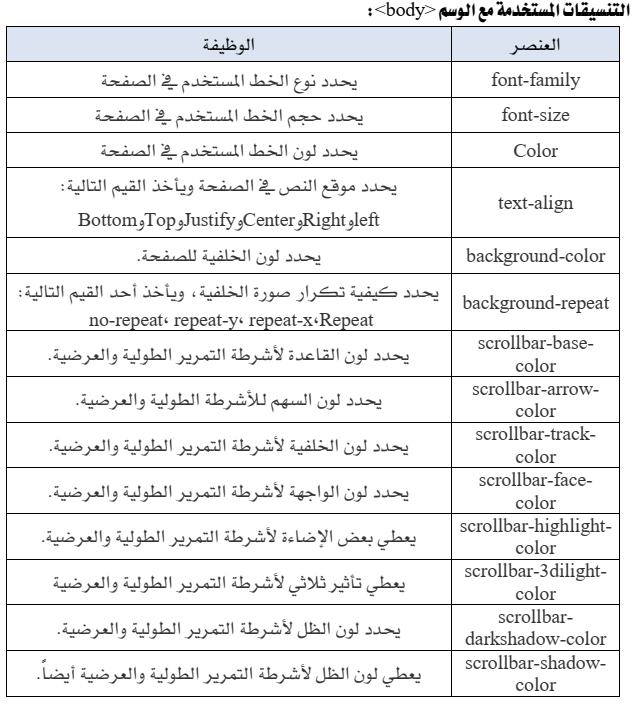 التنسيقات المستخدمة مع الوسم <body>:
العنصر الوظيفة
font-family يحدد نوع الخط المستخدم في الصفحة
font-size يحدد حجم الخط المستخدم في الصفحة
Color يحدد لون الخط المستخدم في الصفحة
text-align يحدد موقع النص في الصفحة ويأخذ القيم التالية:
left وRight وCenter وJustify وTop وBottom
background-color يحدد لون الخلفية للصفحة.
background-repeat يحدد كيفية تكرار صورة الخلفية، ويأخذ أحد القيم التالية:
Repeat، repeat-x، repeat-y، no-repeat
scrollbar-base-
color يحدد لون القاعدة لأشرطة التمرير الطولية والعرضية.
scrollbar-arrow-
color يحدد لون السهم للأشرطة الطولية والعرضية.
scrollbar-track-
color يحدد لون الخلفية لأشرطة التمرير الطولية والعرضية.
scrollbar-face-
color يحدد لون الواجهة لأشرطة التمرير الطولية والعرضية.
scrollbar-highlight-
color يعطي بعض الإضاءة لأشرطة التمرير الطولية والعرضية.
scrollbar-3dilight-
color يعطي تأثير ثلاثي لأشرطة التمرير الطولية والعرضية
scrollbar-
darkshadow-color يحدد لون الظل لأشرطة التمرير الطولية والعرضية.
scrollbar-shadow-
color يعطي لون الظل لأشرطة التمرير الطولية والعرضية أيضاً.